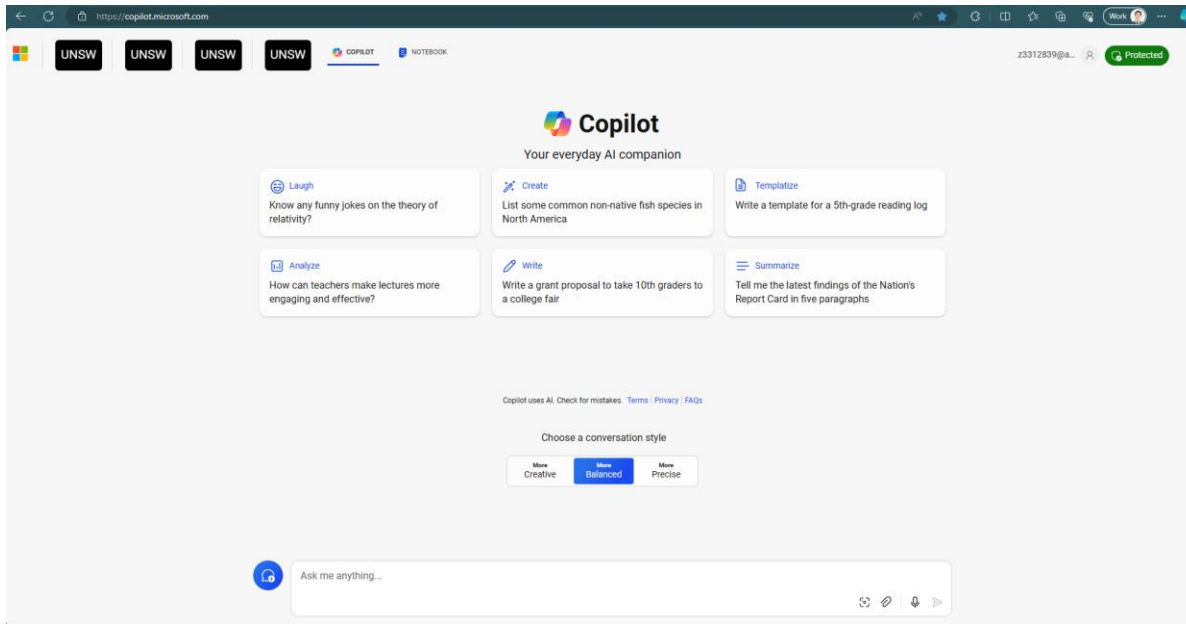 https://copilot.microsoft.com
Work
UNSW UNSW UNSW UNSW COPILOT NOTEBOOK z3312839@a... Protected
Copilot
Your everyday AI companion
Laugh
Know any funny jokes on the theory of
relativity?
Create
List some common non-native fish species in
North America
Templatize
Write a template for a 5th-grade reading log
Analyze
How can teachers make lectures more
engaging and effective?
Write
Write a grant proposal to take 10th graders to
a college fair
Summarize
Tell me the latest findings of the Nation's
Report Card in five paragraphs
Copilot uses AI. Check for mistakes. Terms | Privacy | FAQs
Choose a conversation style
More
Creative
More
Balanced
More
Precise
Ask me anything...